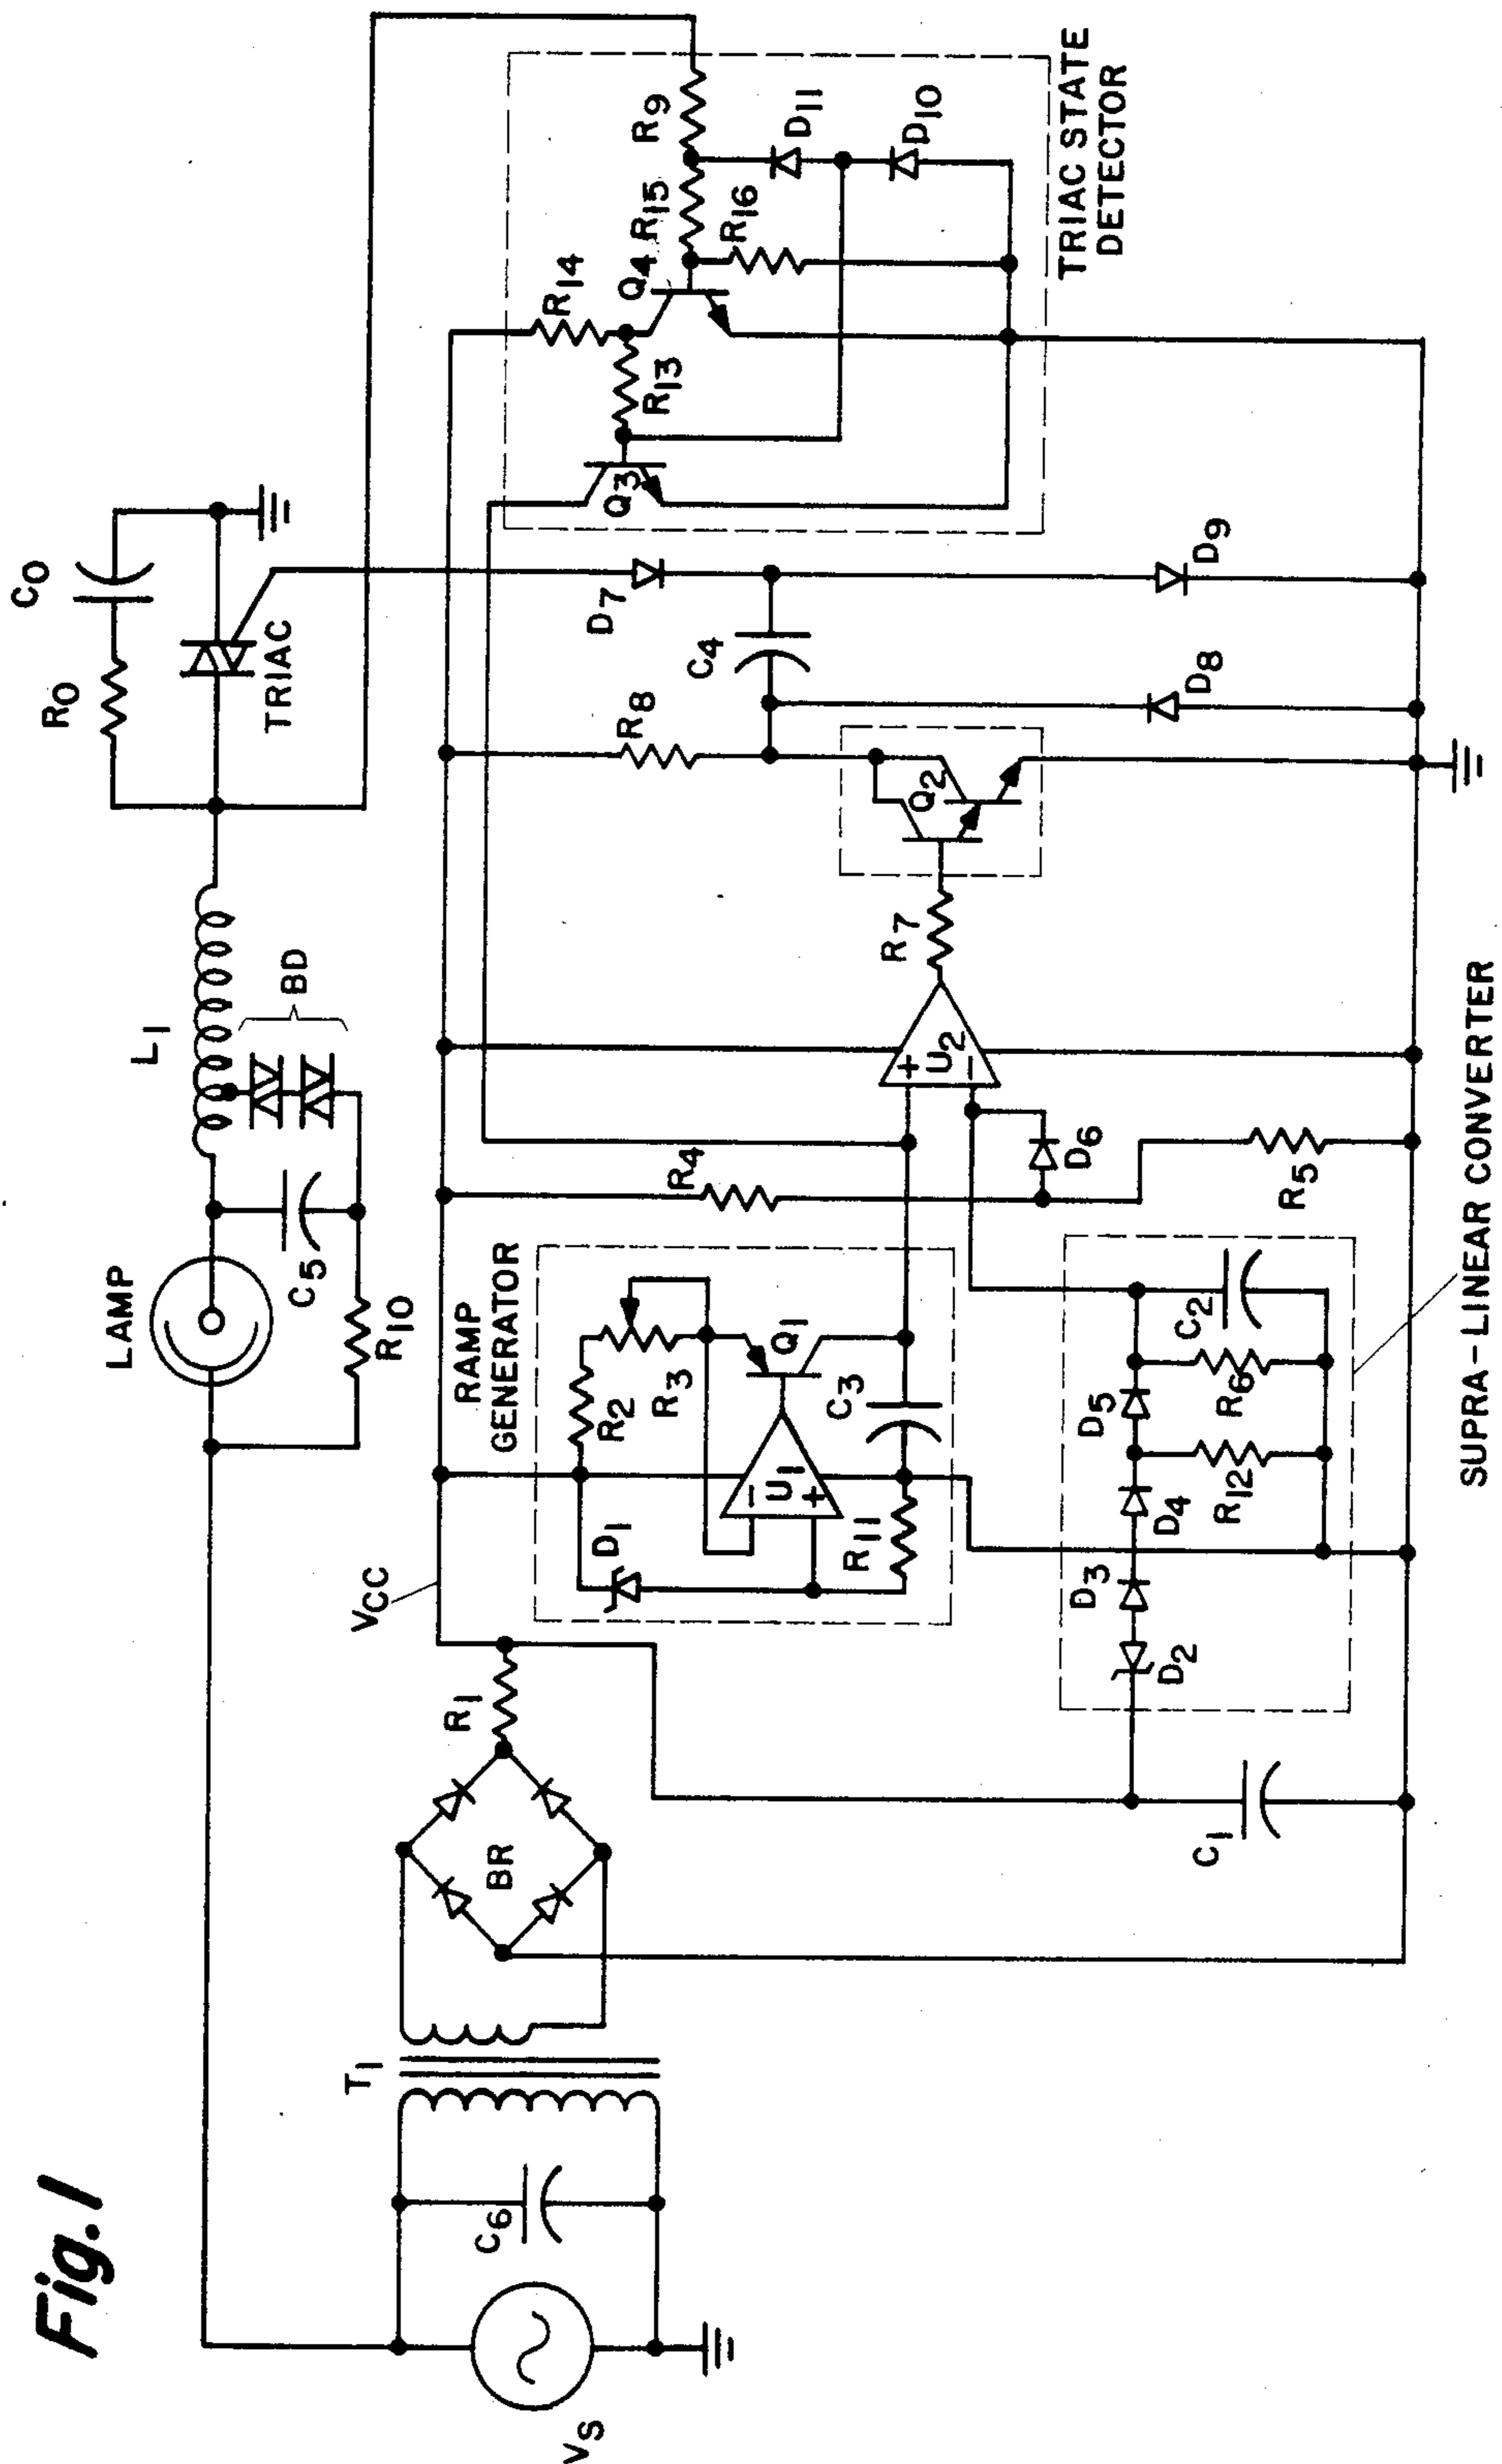 Fig. 1
VS
C6
T1
BR
R1
VCC
C1
LAMP
R10
C5
L1
BD
R0
C0
TRIAC
RAMP
GENERATOR
D1
R2
R3
U1
-
+
Q1
R11
C3
D2
D3
D4
D5
R12
R6
C2
SUPRA-LINEAR CONVERTER
R4
D6
R5
+
U2
-
R7
Q2
R8
C4
D8
D7
D9
Q3
R13
R14
Q4
R15
R16
R9
D11
D10
TRIAC STATE
DETECTOR